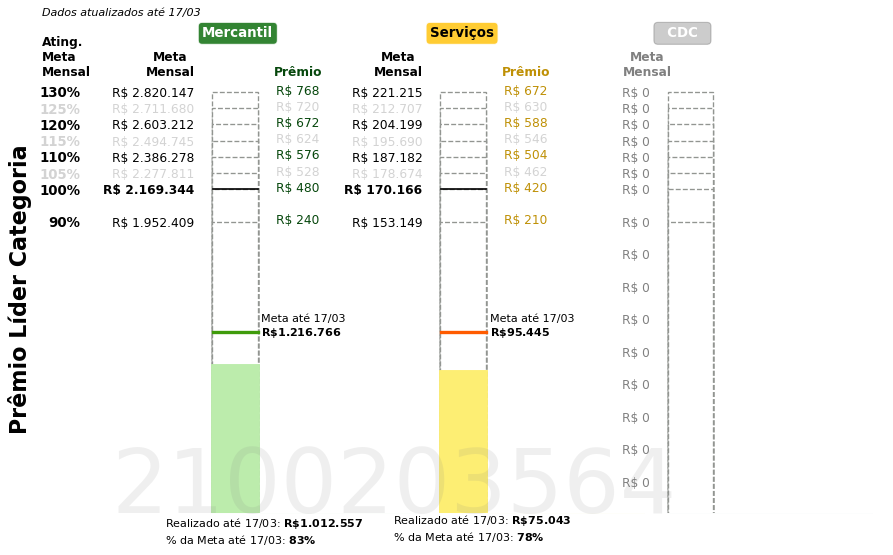 Dados atualizados até 17/03
Mercantil
Serviços
CDC
Ating.
Meta
Mensal
Meta
Mensal
Prêmio
Meta
Mensal
Prêmio
Meta
Mensal
130% R$ 2.820.147 R$ 768 R$ 221.215 R$ 672 R$ 0
125% R$ 2.711.680 R$ 720 R$ 212.707 R$ 630 R$ 0
120% R$ 2.603.212 R$ 672 R$ 204.199 R$ 588 R$ 0
115% R$ 2.494.745 R$ 624 R$ 195.690 R$ 546 R$ 0
110% R$ 2.386.278 R$ 576 R$ 187.182 R$ 504 R$ 0
105% R$ 2.277.811 R$ 528 R$ 178.674 R$ 462 R$ 0
100% R$ 2.169.344 R$ 480 R$ 170.166 R$ 420 R$ 0
90% R$ 1.952.409 R$ 240 R$ 153.149 R$ 210 R$ 0
R$ 0
R$ 0
R$ 0
R$ 0
R$ 0
R$ 0
R$ 0
R$ 0
Prêmio Líder Categoria
Meta até 17/03
R$1.216.766
Meta até 17/03
R$95.445
2100203564
Realizado até 17/03: R$1.012.557
% da Meta até 17/03: 83%
Realizado até 17/03: R$75.043
% da Meta até 17/03: 78%